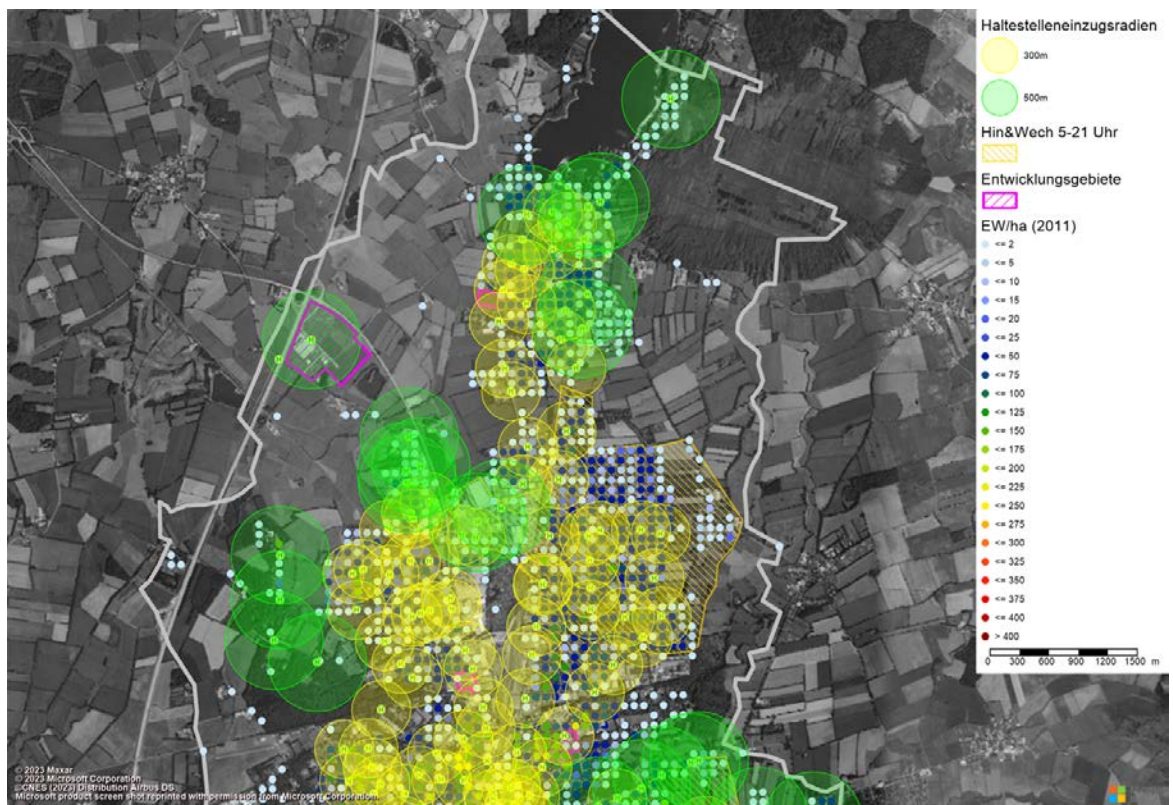 Haltestelleneinzugsradien
300m
500m
Hin&Wech 5-21 Uhr
Entwicklungsgebiete
EW/ha (2011)
<= 2
<= 5
<= 10
<= 15
<= 20
<= 25
<= 50
<= 75
<= 100
<= 125
<= 150
<= 175
<= 200
<= 225
<= 250
<= 275
<= 300
<= 325
<= 350
<= 375
<= 400
> 400
0 300 600 900 1200 1500 m
© 2023 Maxar
© 2023 Microsoft Corporation
©CNES (2023) Distribution Airbus DS
Microsoft product screen shot reprinted with permission from Microsoft Corporation.